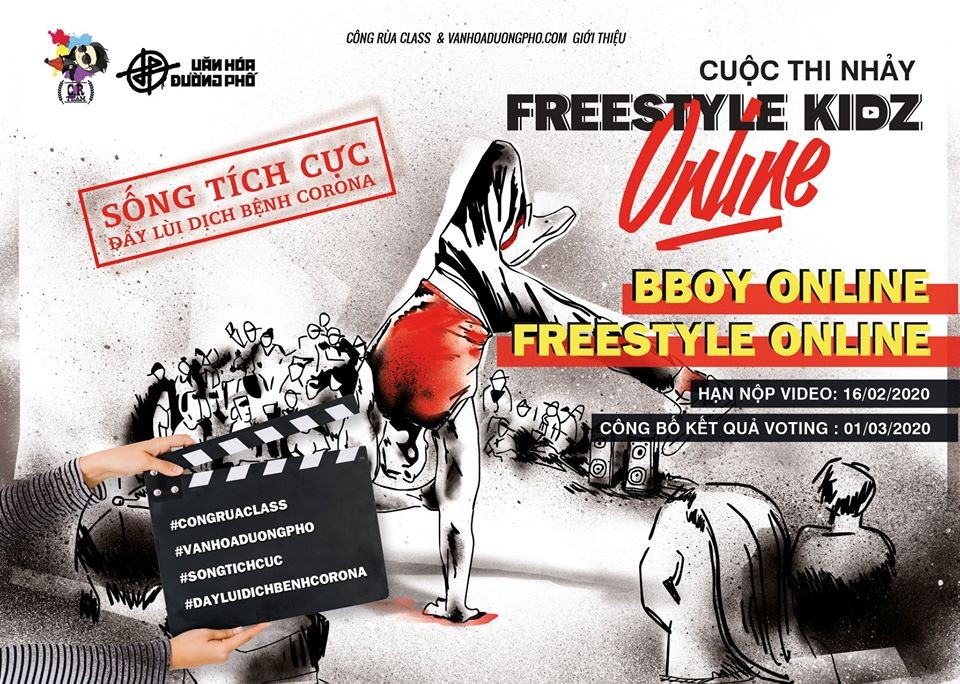 CÔNG RÙA CLASS & VANHOADUONGPHO.COM GIỚI THIỆU
CR
TEAM
VĂN HÓA
ĐƯỜNG PHỐ
CUỘC THI NHẢY
FREESTYLE KIDZ
Online
SỐNG TÍCH CỰC
ĐẨY LÙI DỊCH BỆNH CORONA
BBOY ONLINE
FREESTYLE ONLINE
HẠN NỘP VIDEO: 16/02/2020
CÔNG BỐ KẾT QUẢ VOTING : 01/03/2020
#CONGRUACLASS
#VANHOADUONGPHO
#SONGTICHCUC
#DAYLUIDICHBENHCORONA